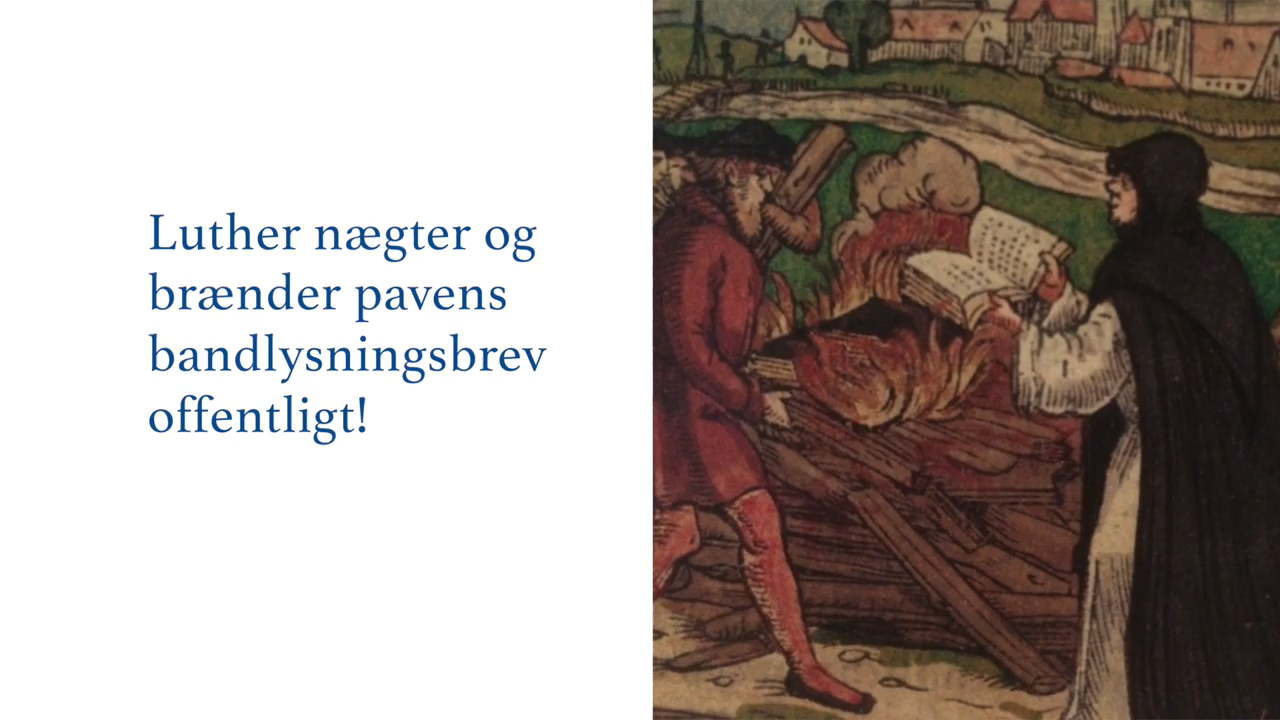 Luther nægter og
brænder pavens
bandlysningsbrev
offentligt!